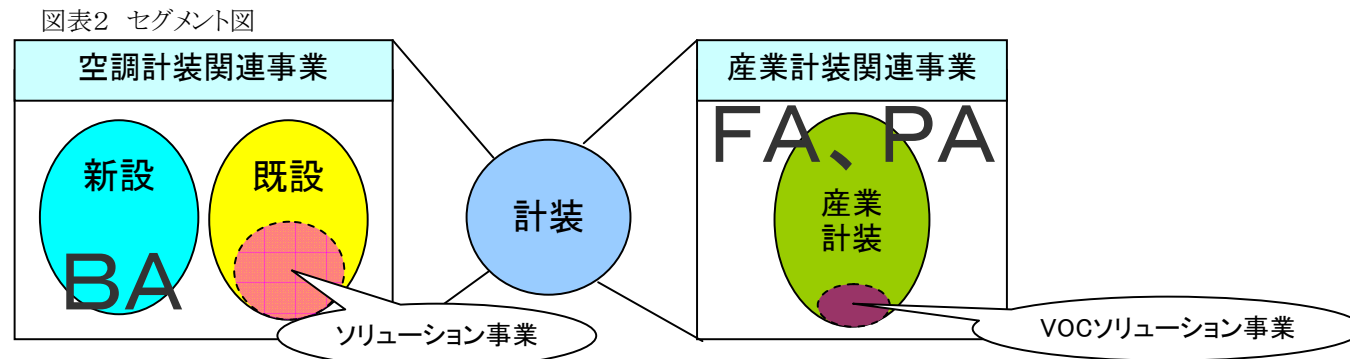 図表2 セグメント図
空調計装関連事業
新設
既設
BA
ソリューション事業
計装
産業計装関連事業
FA、PA
産業
計装
VOCソリューション事業